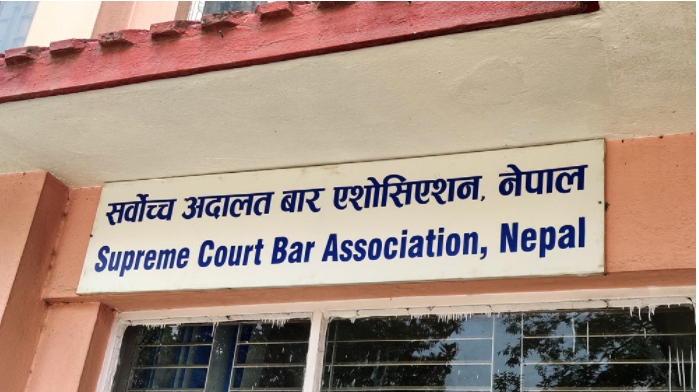 सर्वोच्च अदालत बार एशोसिएशन, नेपाल
Supreme Court Bar Association, Nepal